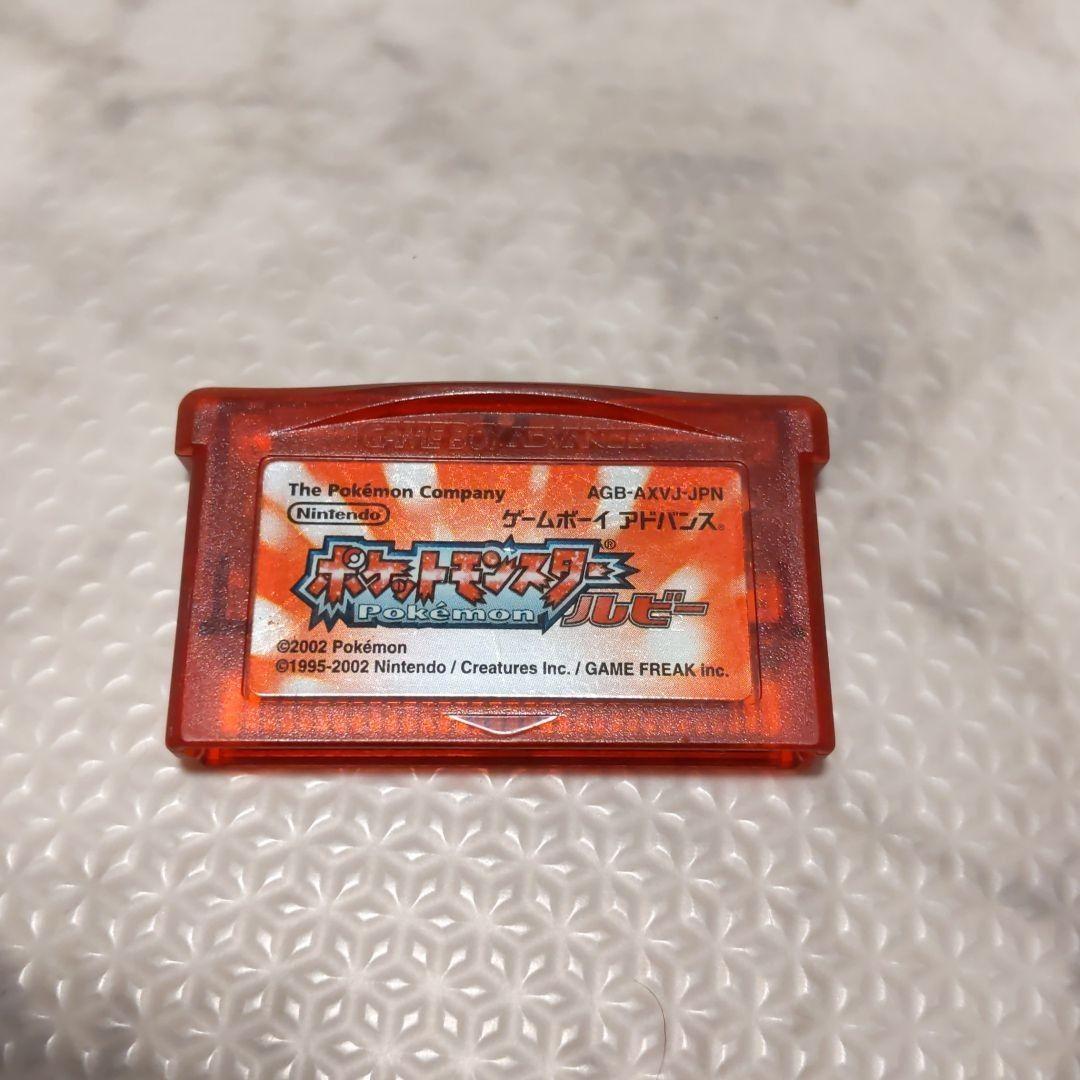 GAME BOY ADVANCE
The Pokémon Company
AGB-AXVJ-JPN
Nintendo
ゲームボーイ アドバンス®
ポケットモンスター®
Pokémon
ルビー
©2002 Pokémon
©1995-2002 Nintendo / Creatures Inc. / GAME FREAK inc.